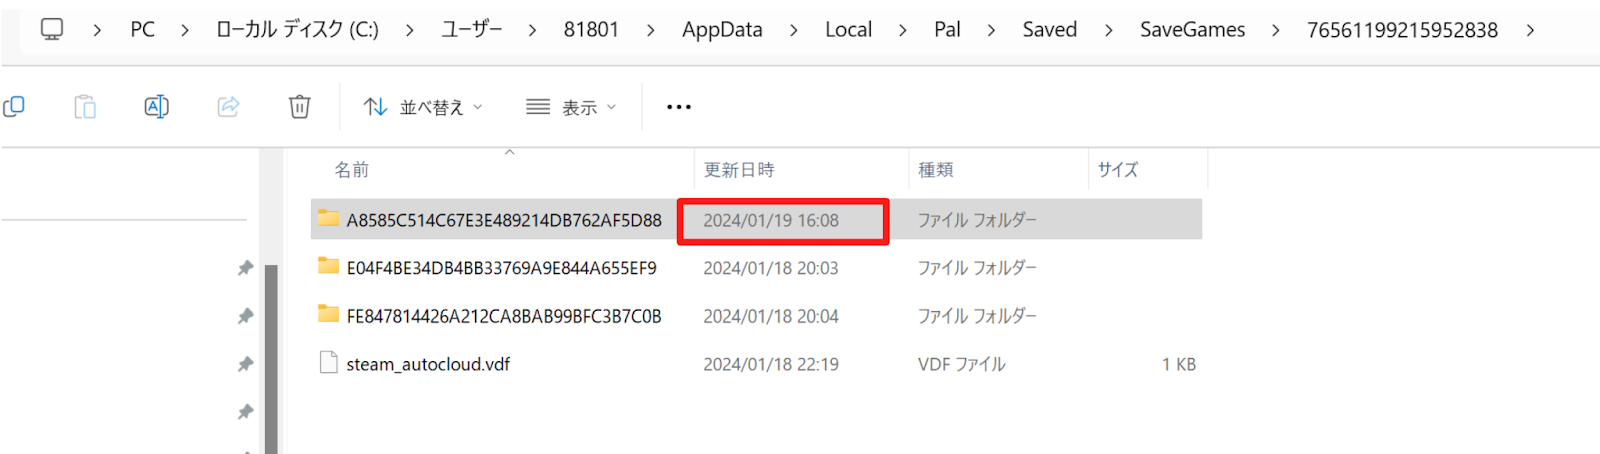 PC > ローカル ディスク (C:) > ユーザー > 81801 > AppData > Local > Pal > Saved > SaveGames > 76561199215952838 >
並べ替え 表示 •••
名前 更新日時 種類 サイズ
A8585C514C67E3E489214DB762AF5D88 2024/01/19 16:08 ファイル フォルダー
E04F4BE34DB4BB33769A9E844A655EF9 2024/01/18 20:03 ファイル フォルダー
FE847814426A212CA8BAB99BFC3B7C0B 2024/01/18 20:04 ファイル フォルダー
steam_autocloud.vdf 2024/01/18 22:19 VDF ファイル 1 KB